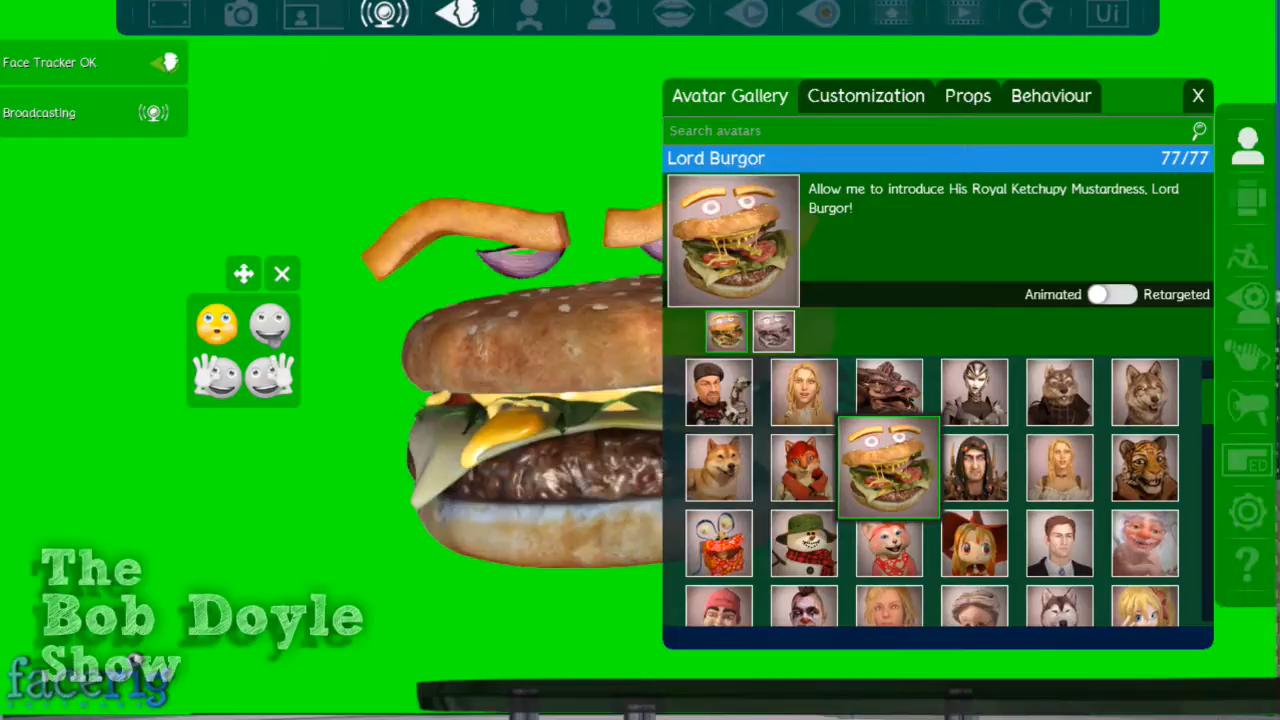 Ui
Face Tracker OK
Broadcasting
Avatar Gallery
Customization
Props
Behaviour
X
Search avatars
Lord Burgor
77/77
Allow me to introduce His Royal Ketchupy Mustardness, Lord
Burgor!
Animated
Retargeted
ED
?
The
Bob Doyle
Show
facerig